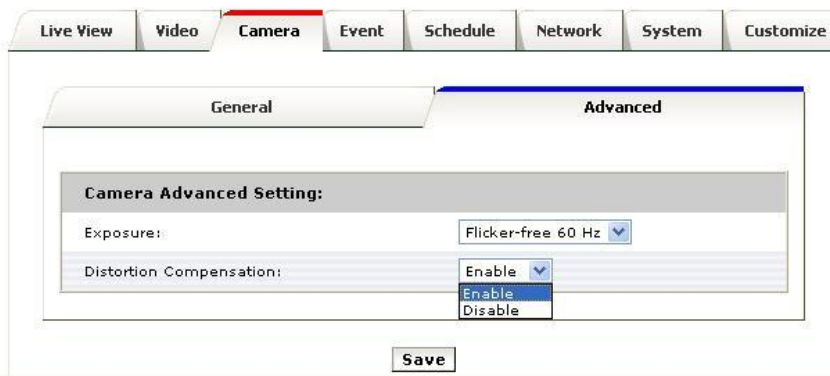 Live View Video Camera Event Schedule Network System Customize
General Advanced
Camera Advanced Setting:
Exposure: Flicker-free 60 Hz
Distortion Compensation: Enable
Enable
Disable
Save